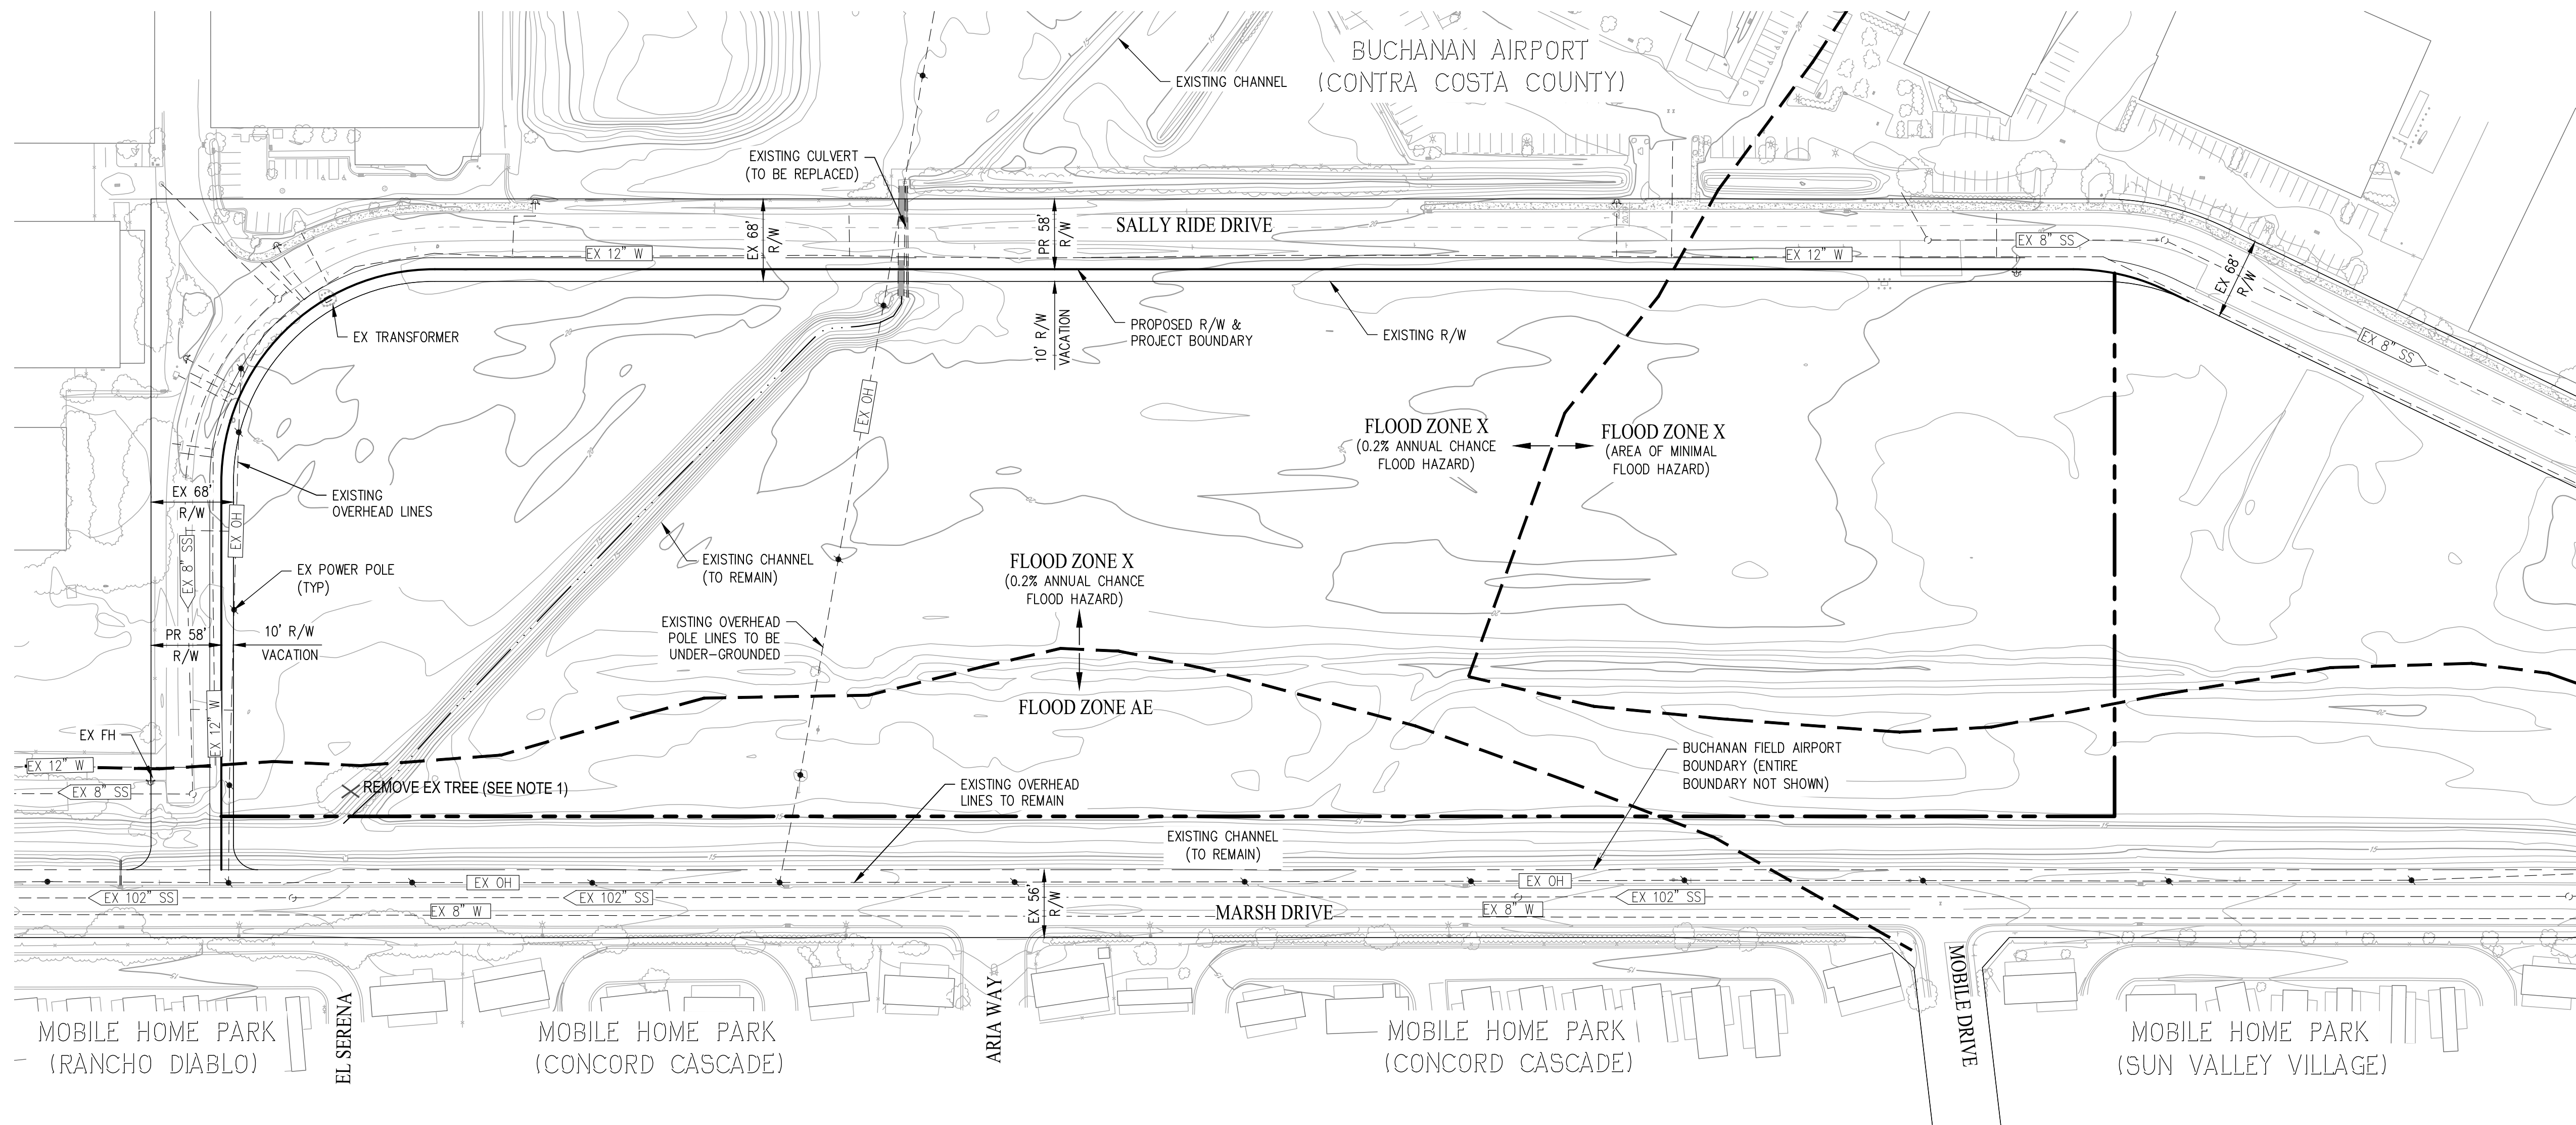 BUCHANAN AIRPORT
(CONTRA COSTA COUNTY)
EXISTING CHANNEL
EXISTING CULVERT
(TO BE REPLACED)
EX 68'
R/W
PR 58'
R/W
SALLY RIDE DRIVE
EX 12" W
EX 12" W
EX 8" SS
EX 68'
R/W
EX 8" SS
EX TRANSFORMER
10' R/W
VACATION
PROPOSED R/W &
PROJECT BOUNDARY
EXISTING R/W
EX OH
FLOOD ZONE X
(0.2% ANNUAL CHANCE
FLOOD HAZARD)
FLOOD ZONE X
(AREA OF MINIMAL
FLOOD HAZARD)
EX 68'
R/W
EXISTING
OVERHEAD LINES
EX OH
EX 8" SS
EX POWER POLE
(TYP)
EXISTING CHANNEL
(TO REMAIN)
FLOOD ZONE X
(0.2% ANNUAL CHANCE
FLOOD HAZARD)
EXISTING OVERHEAD
POLE LINES TO BE
UNDER-GROUNDED
PR 58'
R/W
10' R/W
VACATION
FLOOD ZONE AE
EX 12" W
EX FH
EX 12" W
EX 8" SS
REMOVE EX TREE (SEE NOTE 1)
EXISTING OVERHEAD
LINES TO REMAIN
BUCHANAN FIELD AIRPORT
BOUNDARY (ENTIRE
BOUNDARY NOT SHOWN)
EXISTING CHANNEL
(TO REMAIN)
EX OH
EX OH
EX 102" SS
EX 102" SS
EX 102" SS
EX 8" W
EX 8" W
EX 56'
R/W
MARSH DRIVE
MOBILE HOME PARK
(RANCHO DIABLO)
EL SERENA
MOBILE HOME PARK
(CONCORD CASCADE)
ARIA WAY
MOBILE HOME PARK
(CONCORD CASCADE)
MOBILE DRIVE
MOBILE HOME PARK
(SUN VALLEY VILLAGE)